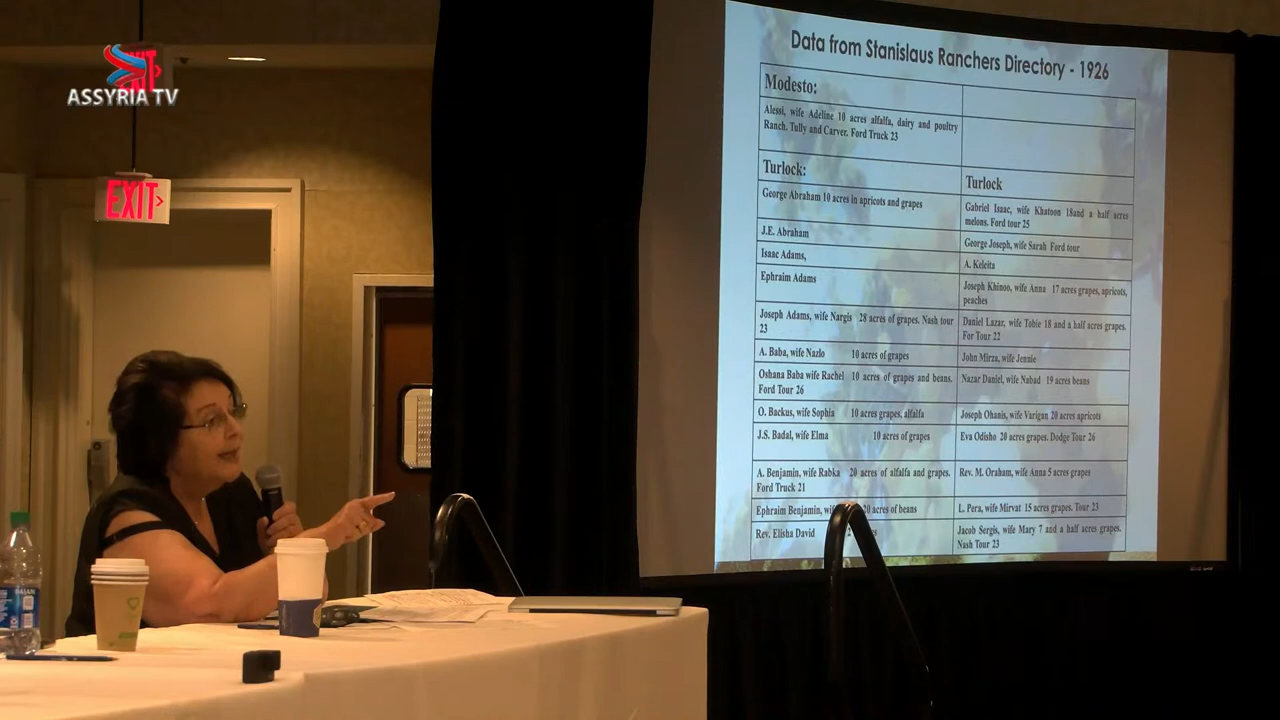 ASSYRIA TV
EXIT
Data from Stanislaus Ranchers Directory - 1926
Modesto:
Alessi, wife Adeline 10 acres alfalfa, dairy and poultry
Ranch. Tully and Carver. Ford Truck 23
Turlock:
George Abraham 10 acres in apricots and grapes
J.E. Abraham
Isaac Adams,
Ephraim Adams
Joseph Adams, wife Nargis 28 acres of grapes. Nash tour
23
A. Baba, wife Nazlo 10 acres of grapes
Oshana Baba wife Rachel 10 acres of grapes and beans.
Ford Tour 26
O. Backus, wife Sophia 10 acres grapes, alfalfa
J.S. Badal, wife Elma 10 acres of grapes
A. Benjamin, wife Rabka 20 acres of alfalfa and grapes.
Ford Truck 21
Ephraim Benjamin, 20 acres of beans
Rev. Elisha David
Turlock
Gabriel Isaac, wife Khatoon 18and a half acres
melons. Ford tour 25
George Joseph, wife Sarah Ford tour
A. Keleita
Joseph Khinoo, wife Anna 17 acres grapes, apricots,
peaches
Daniel Lazar, wife Tobie 18 and a half acres grapes.
For Tour 22
John Mirza, wife Jennie
Nazar Daniel, wife Nabad 19 acres beans
Joseph Ohanis, wife Varigan 20 acres apricots
Eva Odisho 20 acres grapes. Dodge Tour 26
Rev. M. Oraham, wife Anna 5 acres grapes
L. Pera, wife Mirvat 15 acres grapes. Tour 23
Jacob Sergis, wife Mary 7 and a half acres grapes.
Nash Tour 23